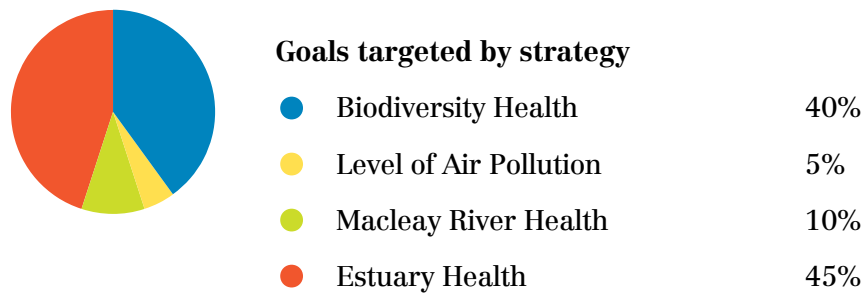 Goals targeted by strategy
Biodiversity Health 40%
Level of Air Pollution 5%
Macleay River Health 10%
Estuary Health 45%